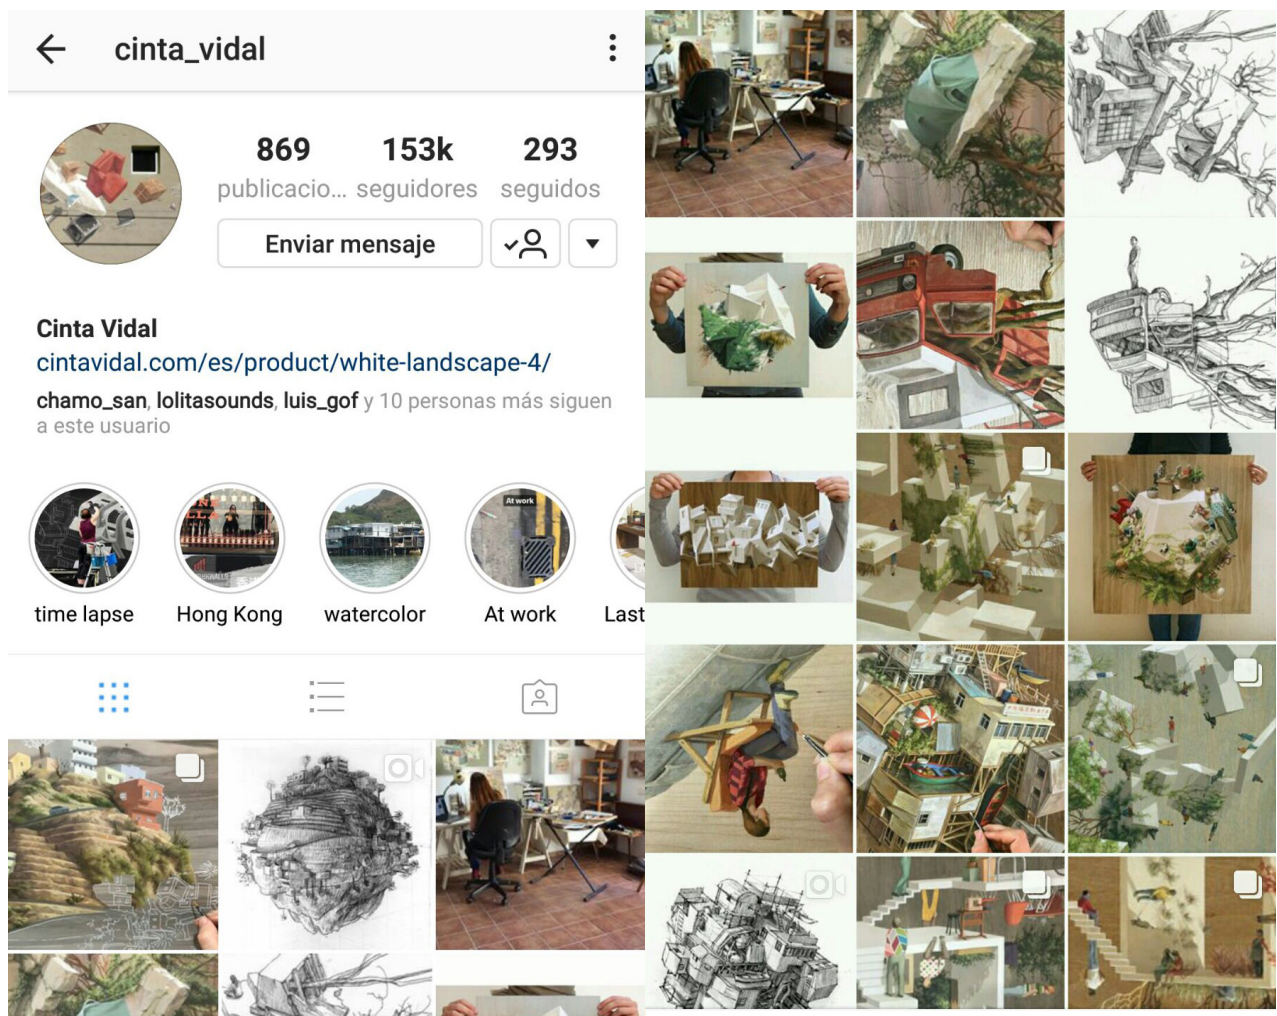 cinta_vidal
869 153k 293
publicacio... seguidores seguidos
Enviar mensaje
Cinta Vidal
cintavidal.com/es/product/white-landscape-4/
chamo_san, lolitasounds, luis_gof y 10 personas más siguen
a este usuario
At work
time lapse Hong Kong watercolor At work Last